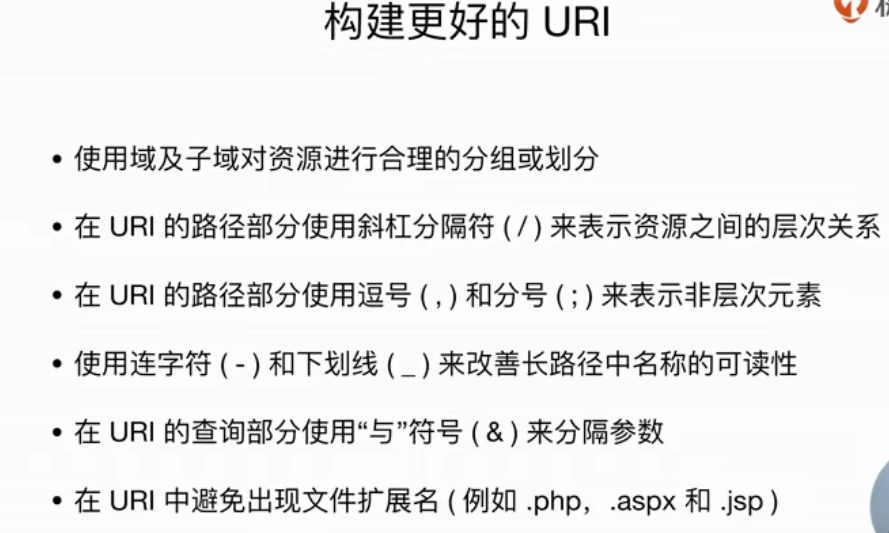 构建更好的 URI
• 使用域及子域对资源进行合理的分组或划分
• 在 URI 的路径部分使用斜杠分隔符 ( / ) 来表示资源之间的层次关系
• 在 URI 的路径部分使用逗号 ( , ) 和分号 ( ; ) 来表示非层次元素
• 使用连字符 ( - ) 和下划线 ( _ ) 来改善长路径中名称的可读性
• 在 URI 的查询部分使用“与”符号 ( & ) 来分隔参数
• 在 URI 中避免出现文件扩展名 ( 例如 .php，.aspx 和 .jsp )